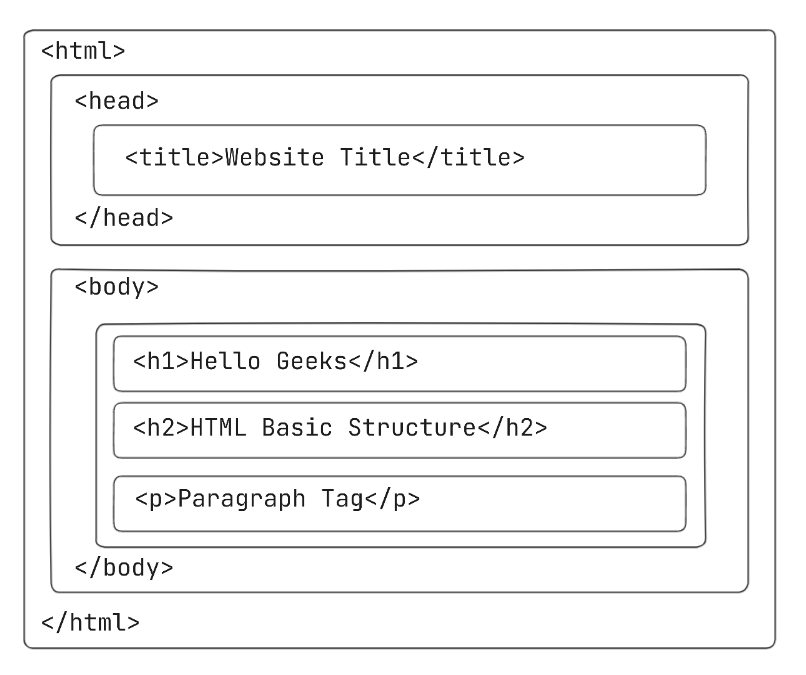 <html>
<head>
<title>Website Title</title>
</head>
<body>
<h1>Hello Geeks</h1>
<h2>HTML Basic Structure</h2>
<p>Paragraph Tag</p>
</body>
</html>